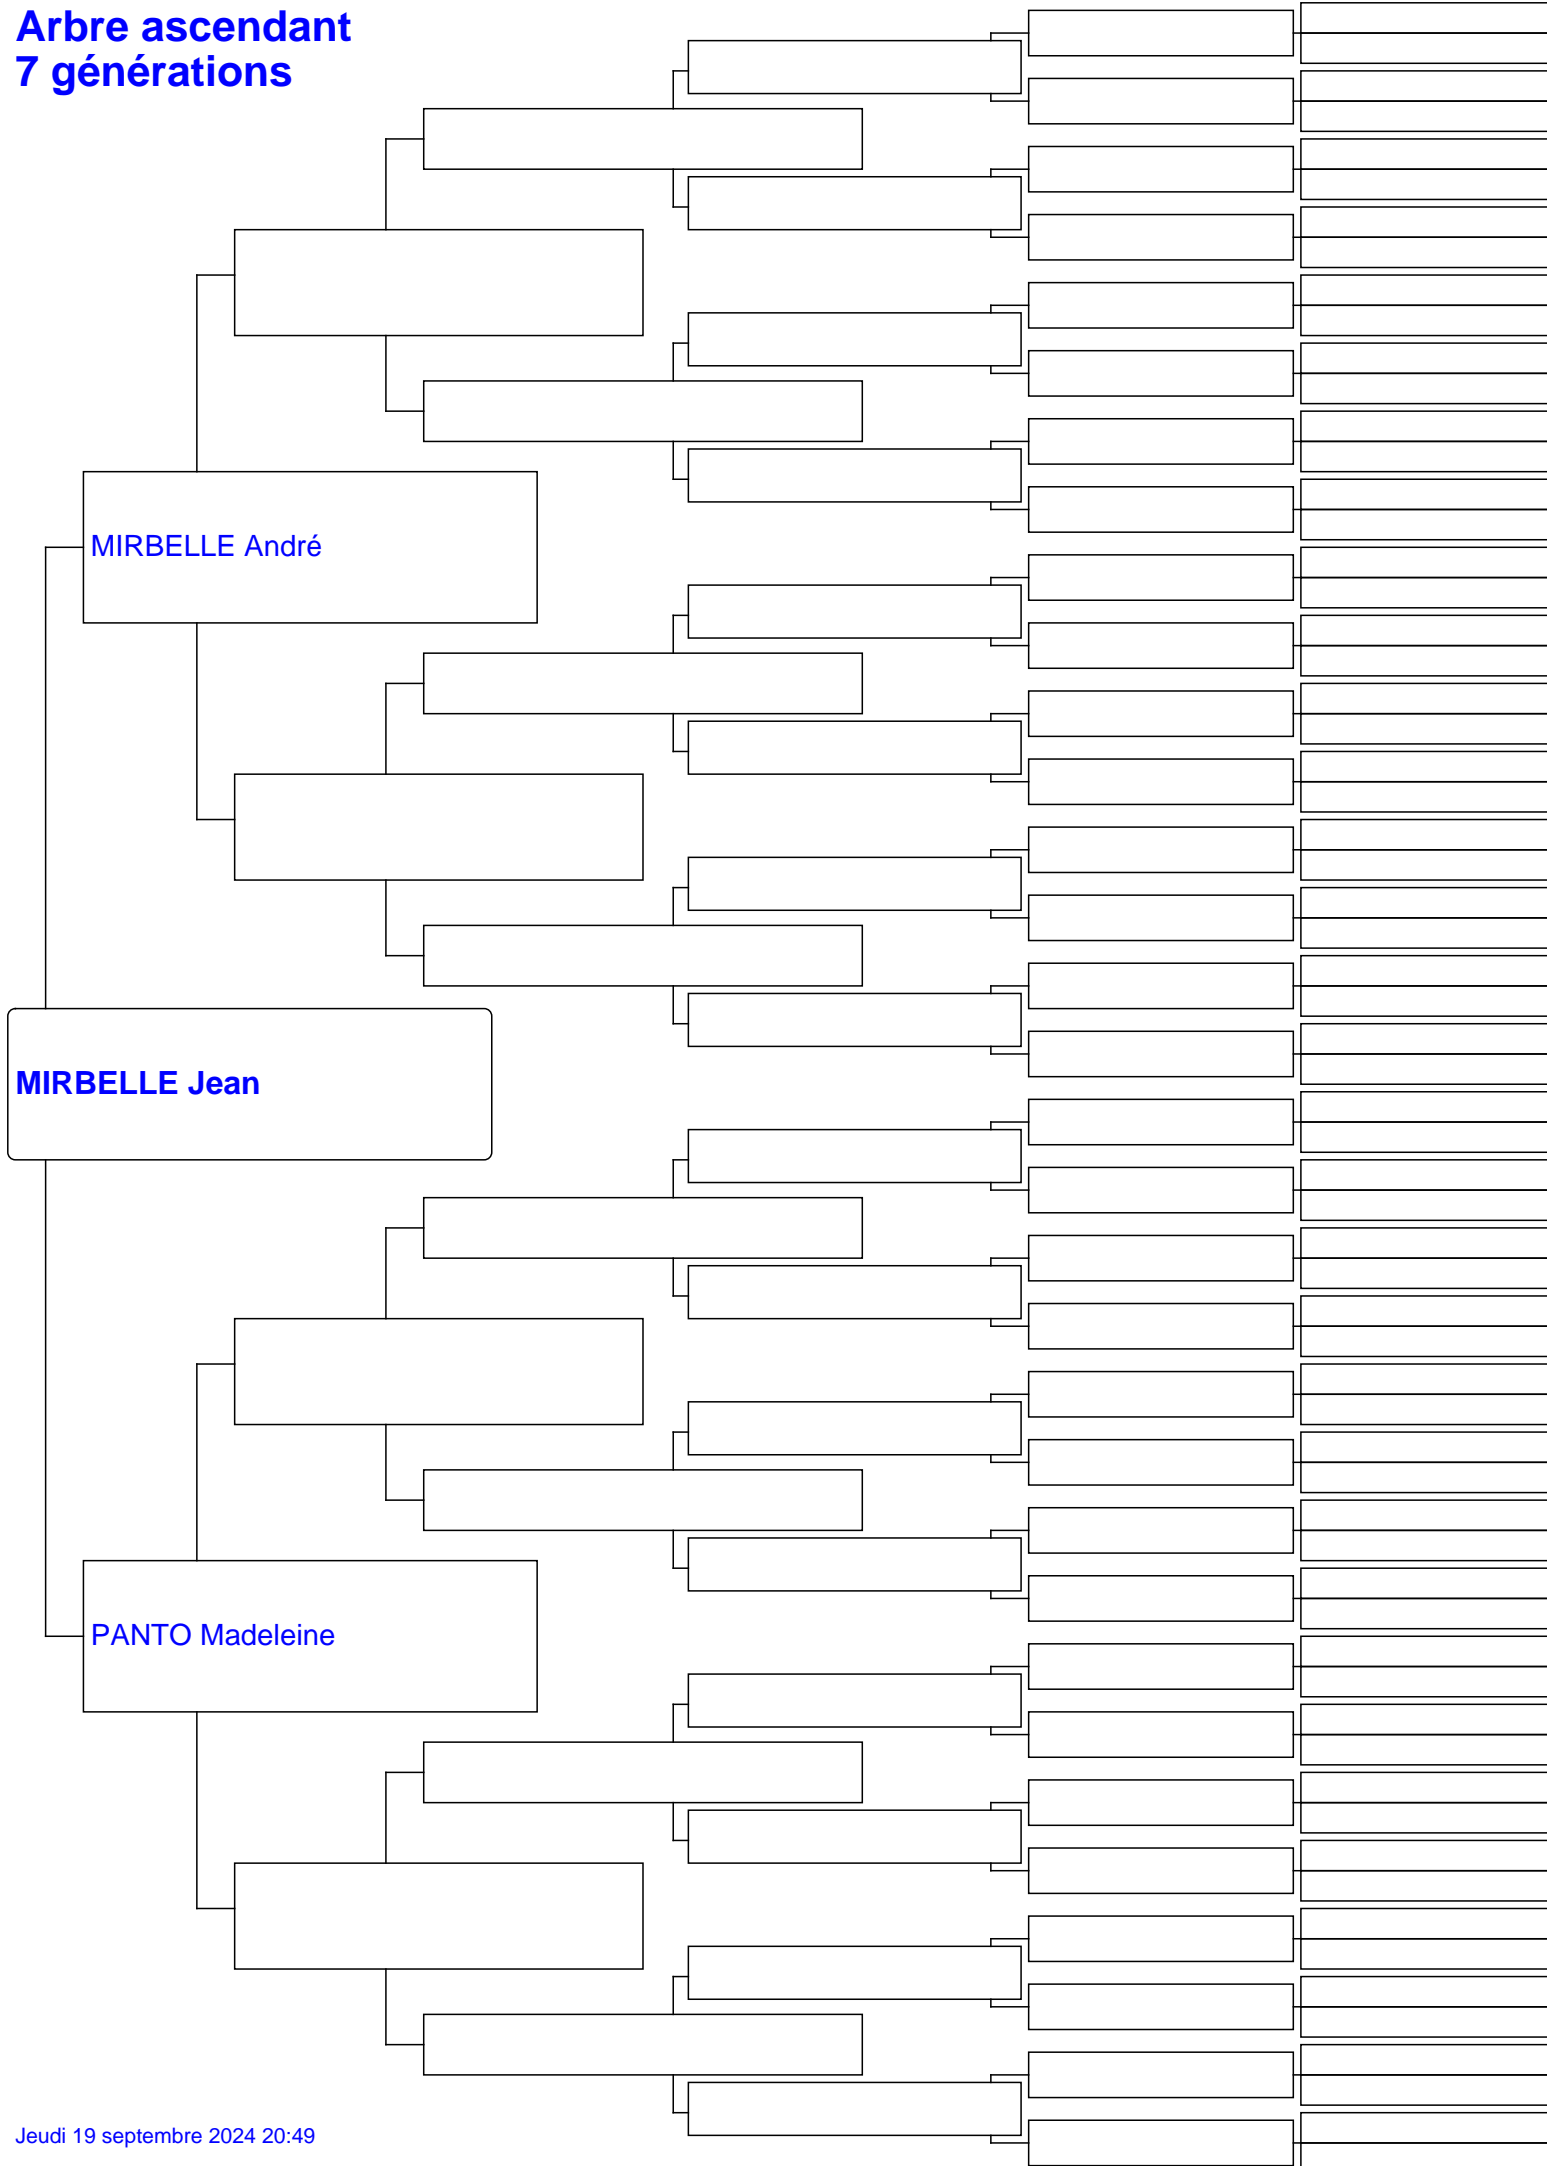 Arbre ascendant
7 générations
MIRBELLE André
MIRBELLE Jean
PANTO Madeleine
Jeudi 19 septembre 2024 20:49